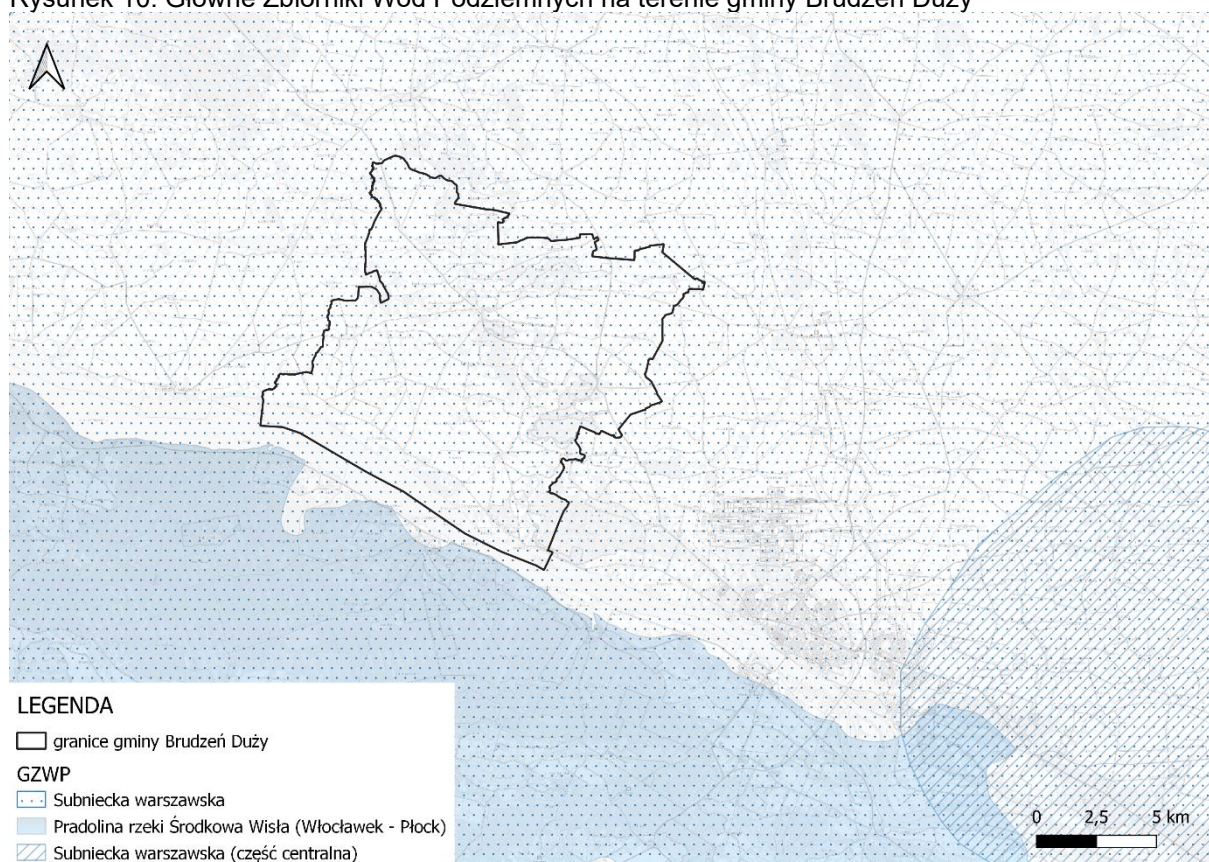 Rysunek 10. Główne Zbiorniki Wód Podziemnych na terenie gminy Brudzeń Duży
LEGENDA
granice gminy Brudzeń Duży
GZWP
Subniecka warszawska
Pradolina rzeki Środkowa Wisła (Włocławek - Płock)
Subniecka warszawska (część centralna)
0 2,5 5 km